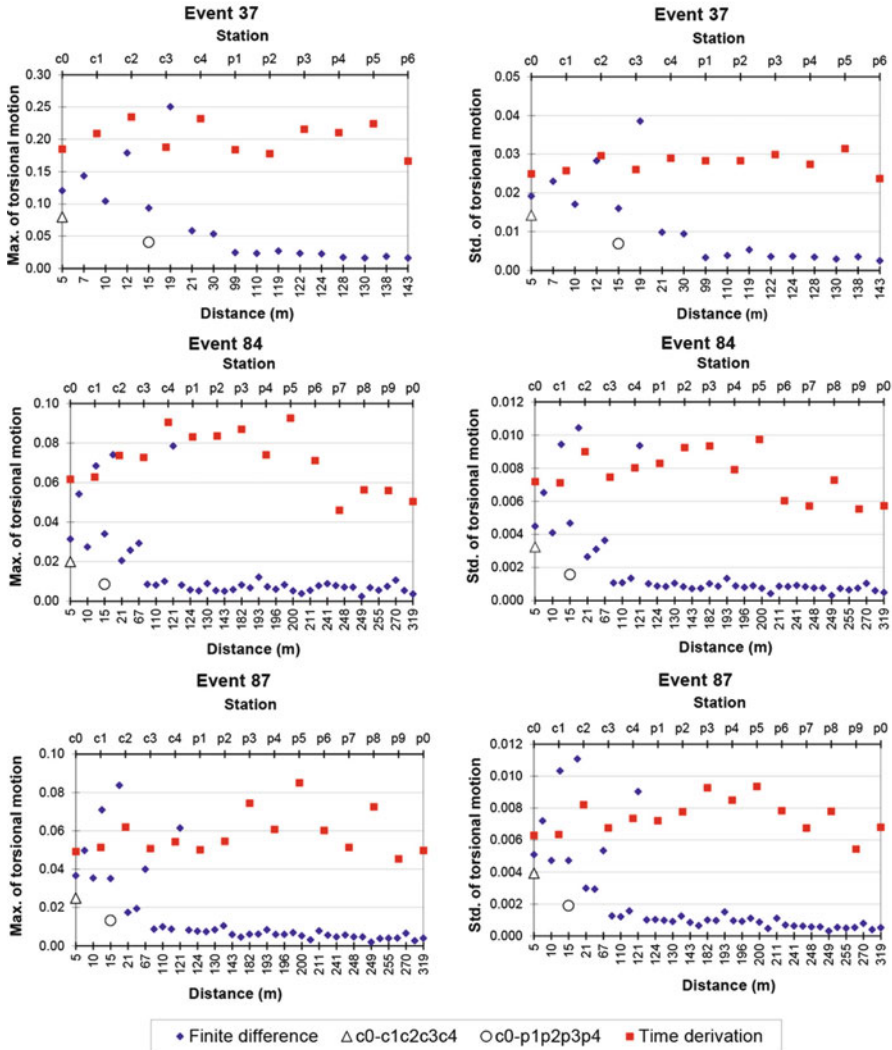 Event 37
Station
c0 c1 c2 c3 c4 p1 p2 p3 p4 p5 p6
Max. of torsional motion
0.30
0.25
0.20
0.15
0.10
0.05
0.00
5 7 10 12 15 19 21 30 99 110 119 122 124 128 130 138 143
Distance (m)
Event 37
Station
c0 c1 c2 c3 c4 p1 p2 p3 p4 p5 p6
Std. of torsional motion
0.05
0.04
0.03
0.02
0.01
0.00
5 7 10 12 15 19 21 30 99 110 119 122 124 128 130 138 143
Distance (m)
Event 84
Station
c0 c1 c2 c3 c4 p1 p2 p3 p4 p5 p6 p7 p8 p9 p0
Max. of torsional motion
0.10
0.08
0.06
0.04
0.02
0.00
5 10 15 21 67 110 121 124 130 143 182 193 196 200 211 241 248 249 255 270 319
Distance (m)
Event 84
Station
c0 c1 c2 c3 c4 p1 p2 p3 p4 p5 p6 p7 p8 p9 p0
Std. of torsional motion
0.012
0.010
0.008
0.006
0.004
0.002
0.000
5 10 15 21 67 110 121 124 130 143 182 193 196 200 211 241 248 249 255 270 319
Distance (m)
Event 87
Station
c0 c1 c2 c3 c4 p1 p2 p3 p4 p5 p6 p7 p8 p9 p0
Max. of torsional motion
0.10
0.08
0.06
0.04
0.02
0.00
5 10 15 21 67 110 121 124 130 143 182 193 196 200 211 241 248 249 255 270 319
Distance (m)
Event 87
Station
c0 c1 c2 c3 c4 p1 p2 p3 p4 p5 p6 p7 p8 p9 p0
Std. of torsional motion
0.012
0.010
0.008
0.006
0.004
0.002
0.000
5 10 15 21 67 110 121 124 130 143 182 193 196 200 211 241 248 249 255 270 319
Distance (m)
Finite difference c0-c1c2c3c4 c0-p1p2p3p4 Time derivation